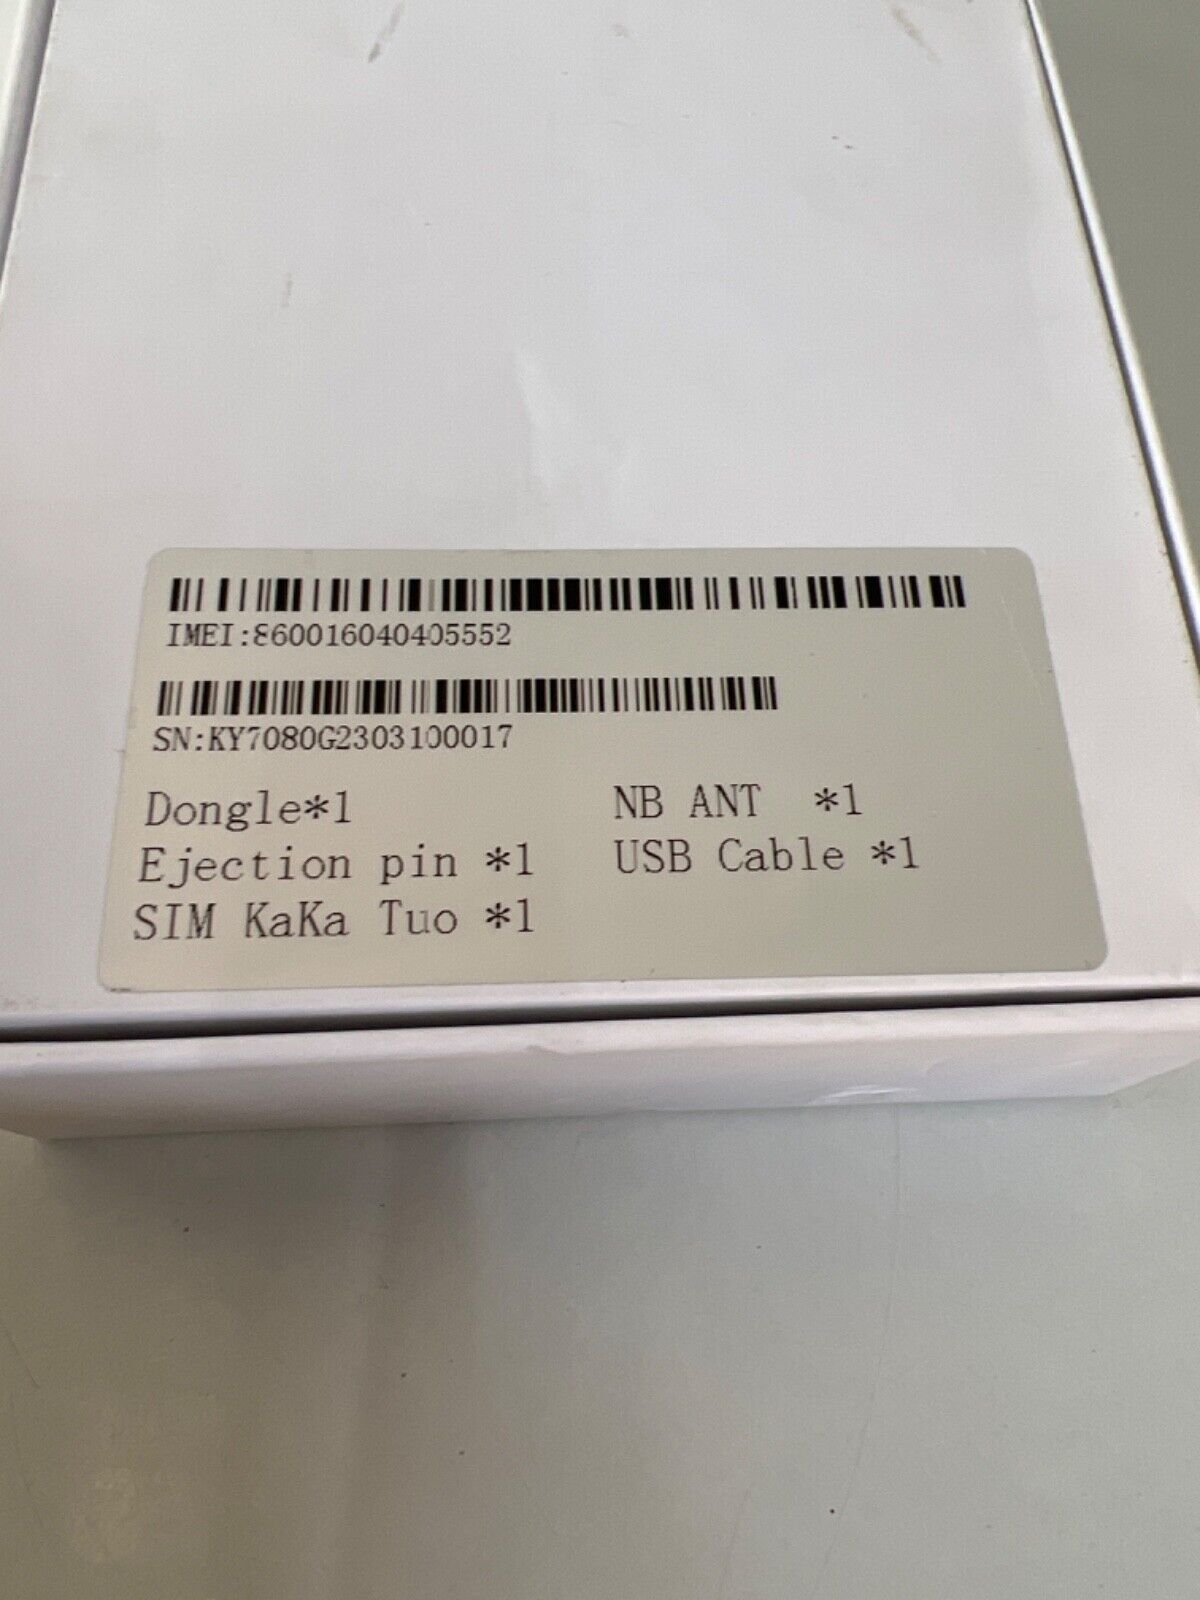 IMEI:860016040405552
SN:KY7080G2303100017
Dongle*1 NB ANT *1
Ejection pin *1 USB Cable *1
SIM KaKa Tuo *1